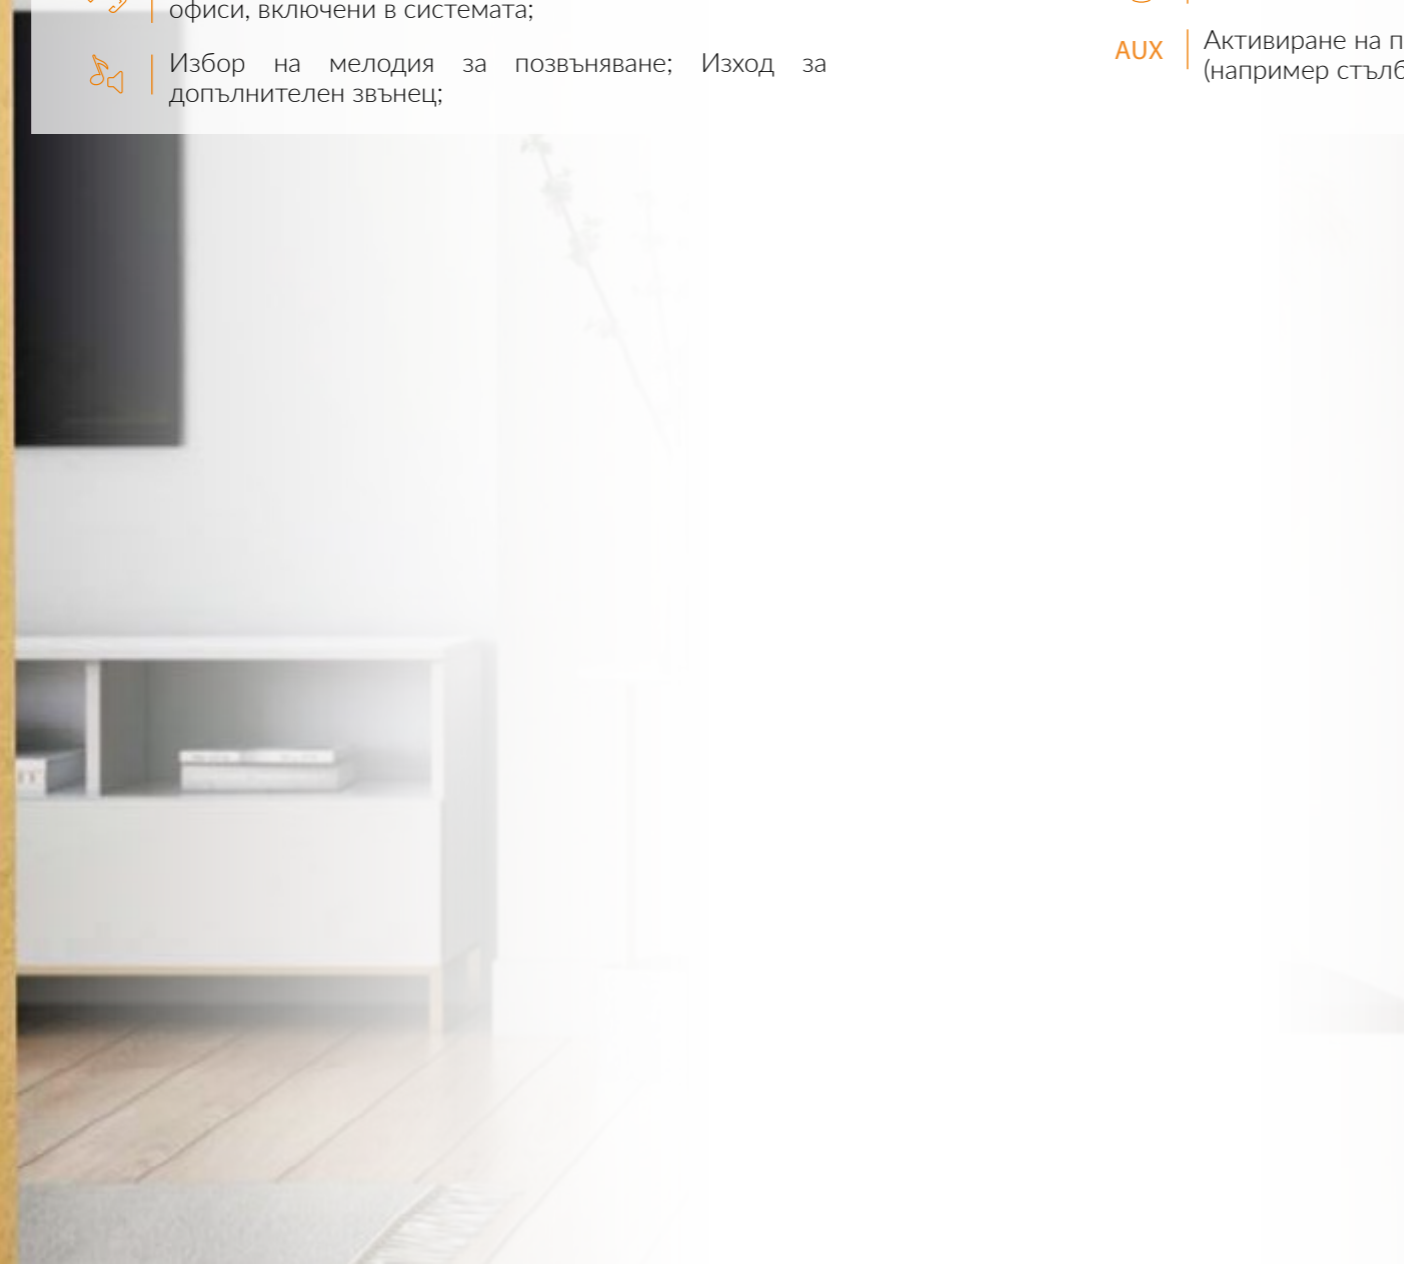 офиси, включени в системата;
Избор на мелодия за позвъняване; Изход за
допълнителен звънец;
AUX
Активиране на
(например